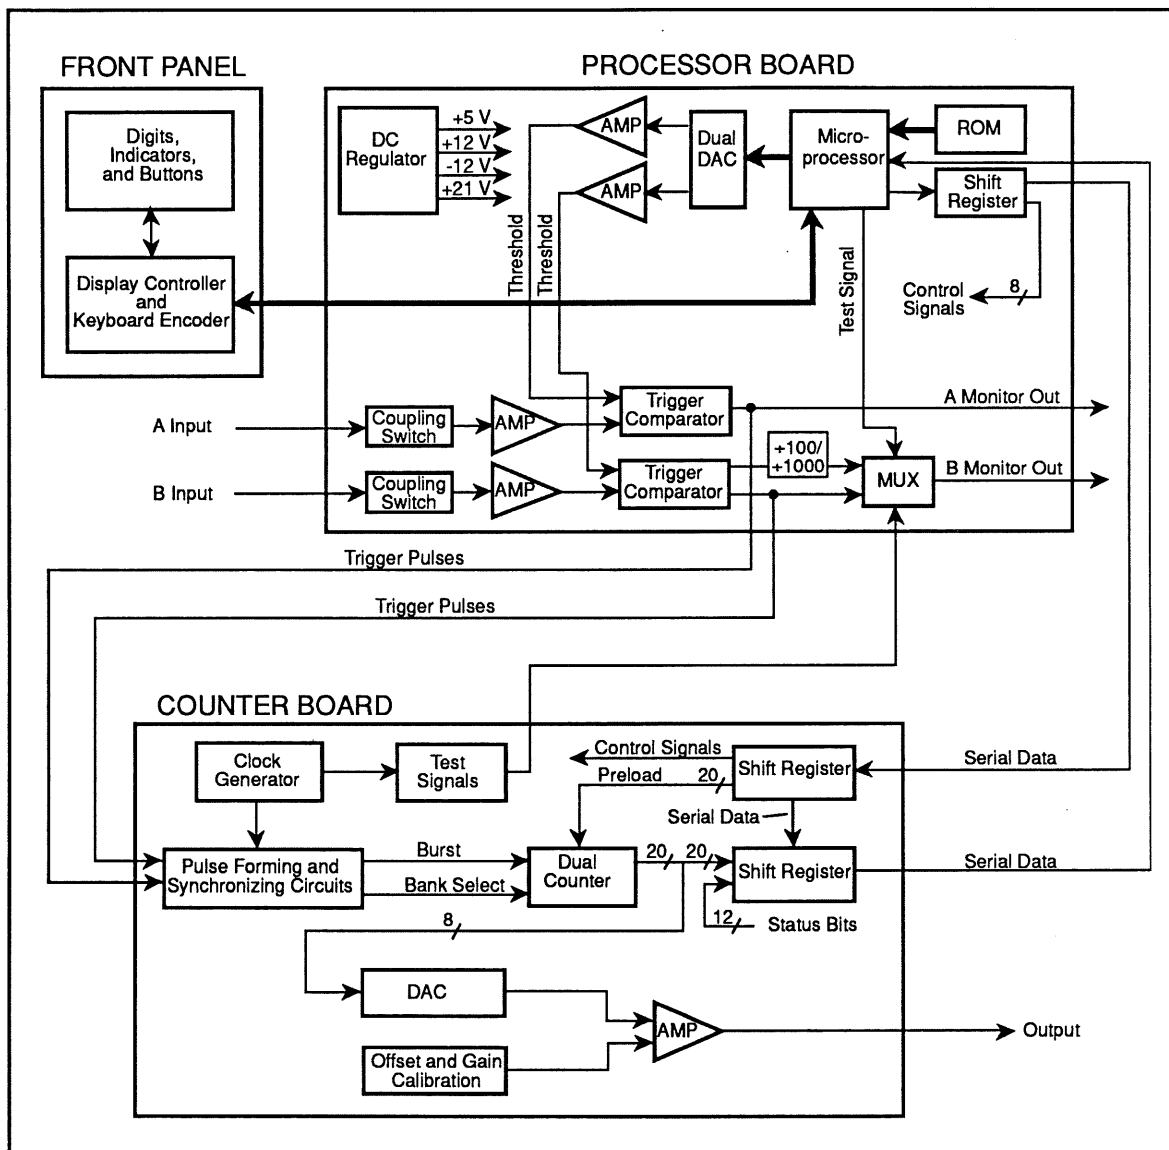 FRONT PANEL
PROCESSOR BOARD
Digits,
Indicators,
and Buttons
Display Controller
and
Keyboard Encoder
DC
Regulator
+5 V
+12 V
-12 V
+21 V
AMP
AMP
Dual
DAC
Micro-
processor
ROM
Shift
Register
Threshold
Threshold
Test Signal
Control
Signals
8
A Input
Coupling
Switch
AMP
Trigger
Comparator
A Monitor Out
÷100/
÷1000
B Input
Coupling
Switch
AMP
Trigger
Comparator
MUX
B Monitor Out
Trigger Pulses
Trigger Pulses
COUNTER BOARD
Clock
Generator
Test
Signals
Control Signals
Preload
20
Shift Register
Serial Data
Serial Data
Pulse Forming and
Synchronizing Circuits
Burst
Bank Select
Dual
Counter
20
20
Shift Register
Serial Data
12
Status Bits
8
DAC
AMP
Output
Offset and Gain
Calibration